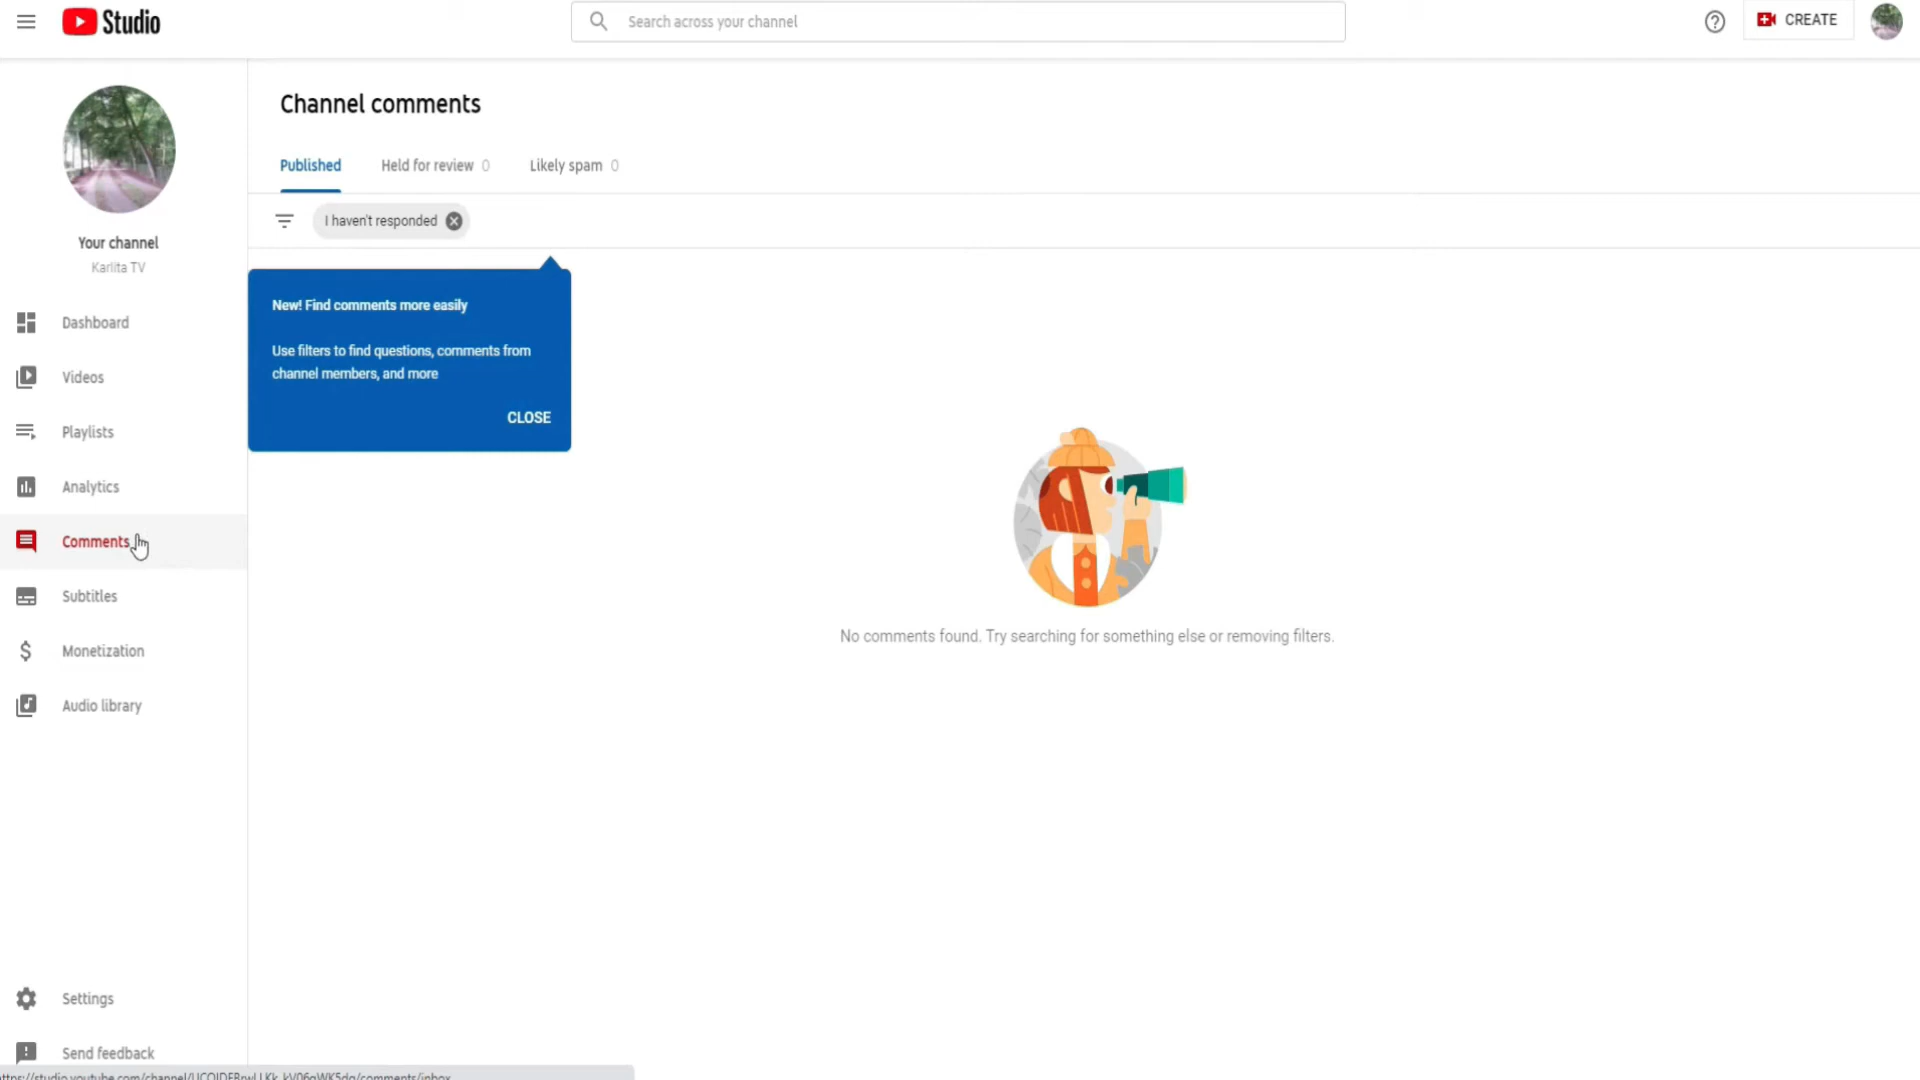 Studio
Search across your channel
CREATE
Channel comments
Published
Held for review 0
Likely spam 0
I haven't responded
Your channel
Karlita TV
New! Find comments more easily
Use filters to find questions, comments from
channel members, and more
CLOSE
Dashboard
Videos
Playlists
Analytics
Comments
Subtitles
Monetization
Audio library
No comments found. Try searching for something else or removing filters.
Settings
Send feedback